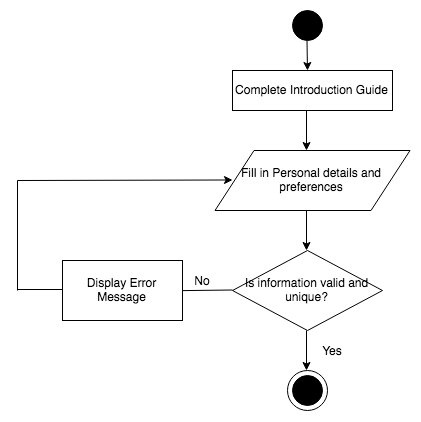 Complete Introduction Guide
Fill in Personal details and
preferences
Is information valid and
unique?
No
Display Error
Message
Yes